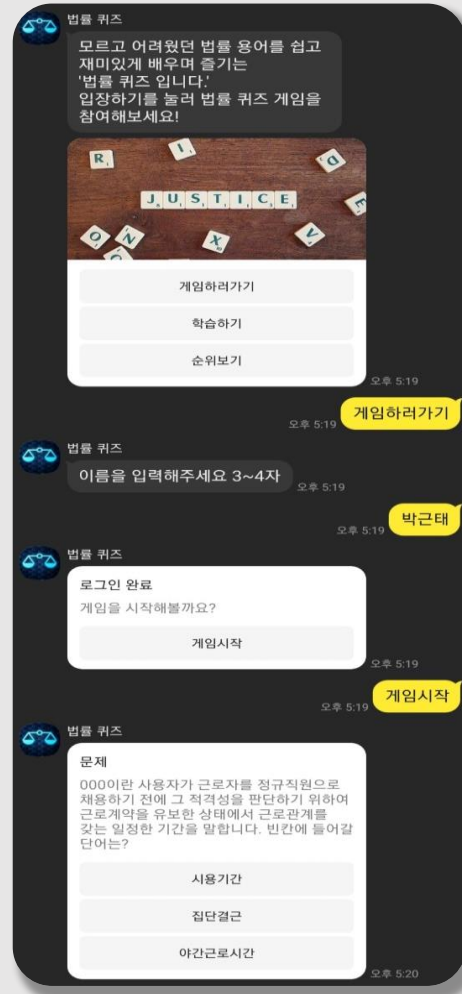 법률 퀴즈
모르고 어려웠던 법률 용어를 쉽고
재미있게 배우며 즐기는
'법률 퀴즈 입니다.'
입장하기를 눌러 법률 퀴즈 게임을
참여해보세요!
R I D
J U S T I C E
E
O N X V
O
게임하러가기
학습하기
순위보기
오후 5:19
게임하러가기
오후 5:19
법률 퀴즈
이름을 입력해주세요 3~4자
오후 5:19
박근태
오후 5:19
법률 퀴즈
로그인 완료
게임을 시작해볼까요?
게임시작
오후 5:19
게임시작
오후 5:19
법률 퀴즈
문제
000이란 사용자가 근로자를 정규직원으로
채용하기 전에 그 적격성을 판단하기 위하여
근로계약을 유보한 상태에서 근로관계를
갖는 일정한 기간을 말합니다. 빈칸에 들어갈
단어는?
시용기간
집단결근
야간근로시간
오후 5:20